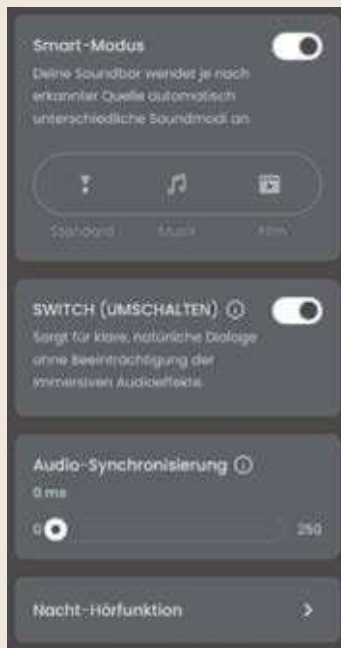 Smart-Modus
Deine Soundbar wendet je nach
erkannter Quelle automatisch
unterschiedliche Soundmodi an.
Standard Musik Film
SWITCH (UMSCHALTEN)
Sorgt für klare, natürliche Dialoge
ohne Beeinträchtigung der
immersiven Audioeffekte.
Audio-Synchronisierung
0 ms
0 250
Nacht-Hörfunktion